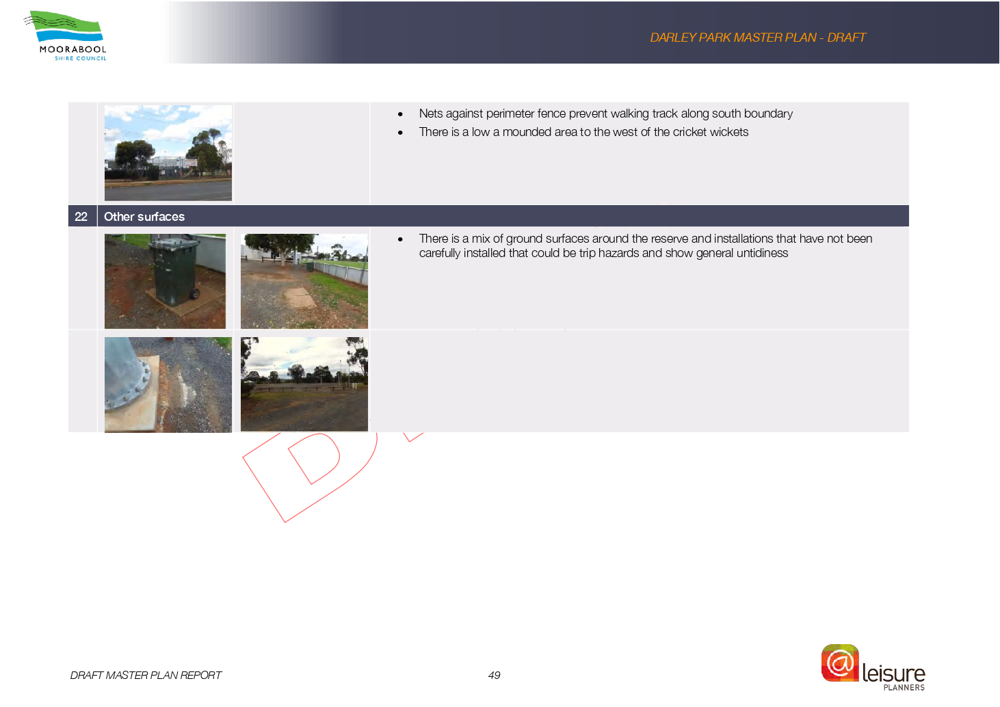 MOORABOOL
SHIRE COUNCIL
DARLEY PARK MASTER PLAN - DRAFT
• Nets against perimeter fence prevent walking track along south boundary
• There is a low a mounded area to the west of the cricket wickets
22 Other surfaces
• There is a mix of ground surfaces around the reserve and installations that have not been
carefully installed that could be trip hazards and show general untidiness
DRAFT MASTER PLAN REPORT
49
@leisure
PLANNERS